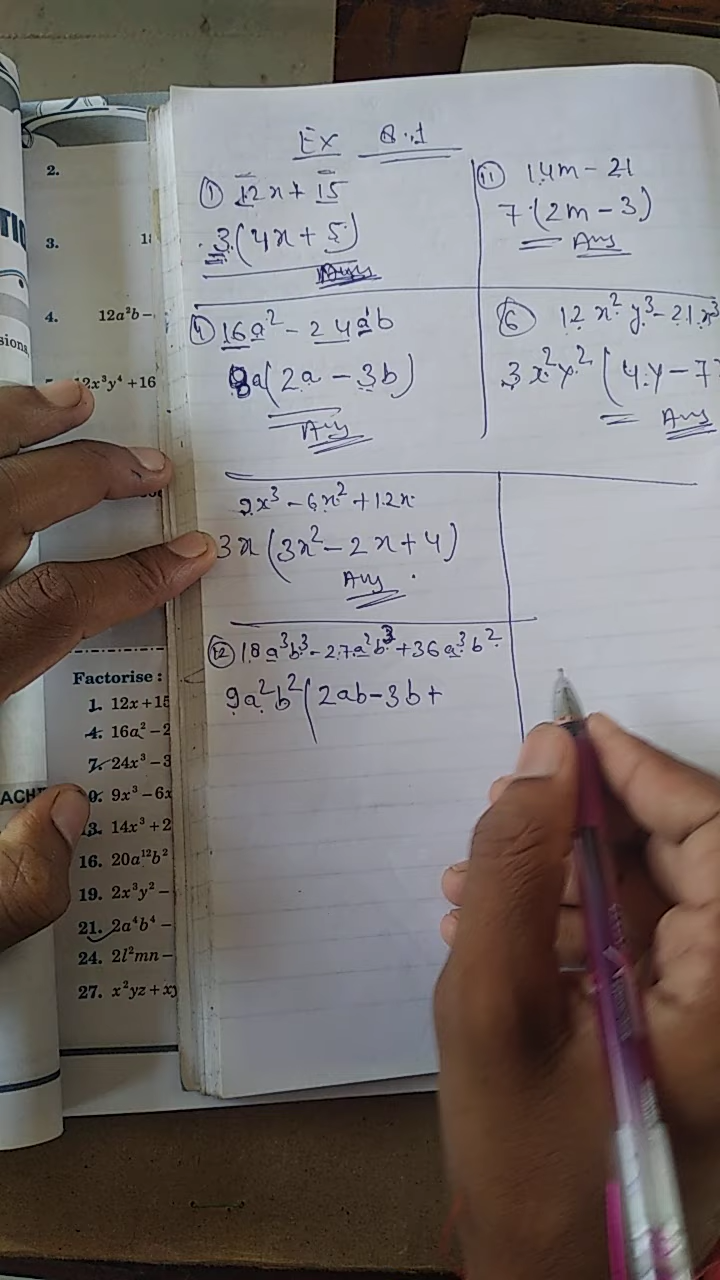 Ex 8.1
① 12x + 15
3(4x + 5)
Ans
⑪ 14m - 21
7(2m - 3)
Ans
④ 16a² - 24ab
8a(2a - 3b)
Ans
⑥ 12x²y³ - 21x³
3x²y²(4y - 7
Ans
9x³ - 6x² + 12x
3x(3x² - 2x + 4)
Ans
⑫ 18a³b³ - 27a²b³ + 36a³b²
9a²b²(2ab - 3b +
2.
3.
4. 12a²b -
12x³y⁴ + 16
Factorise :
1. 12x + 15
4. 16a² - 2
7. 24x³ - 3
9x³ - 6x
13. 14x³ + 2
16. 20a¹²b²
19. 2x³y² -
21. 2a⁴b⁴ -
24. 2l²mn -
27. x²yz + xy